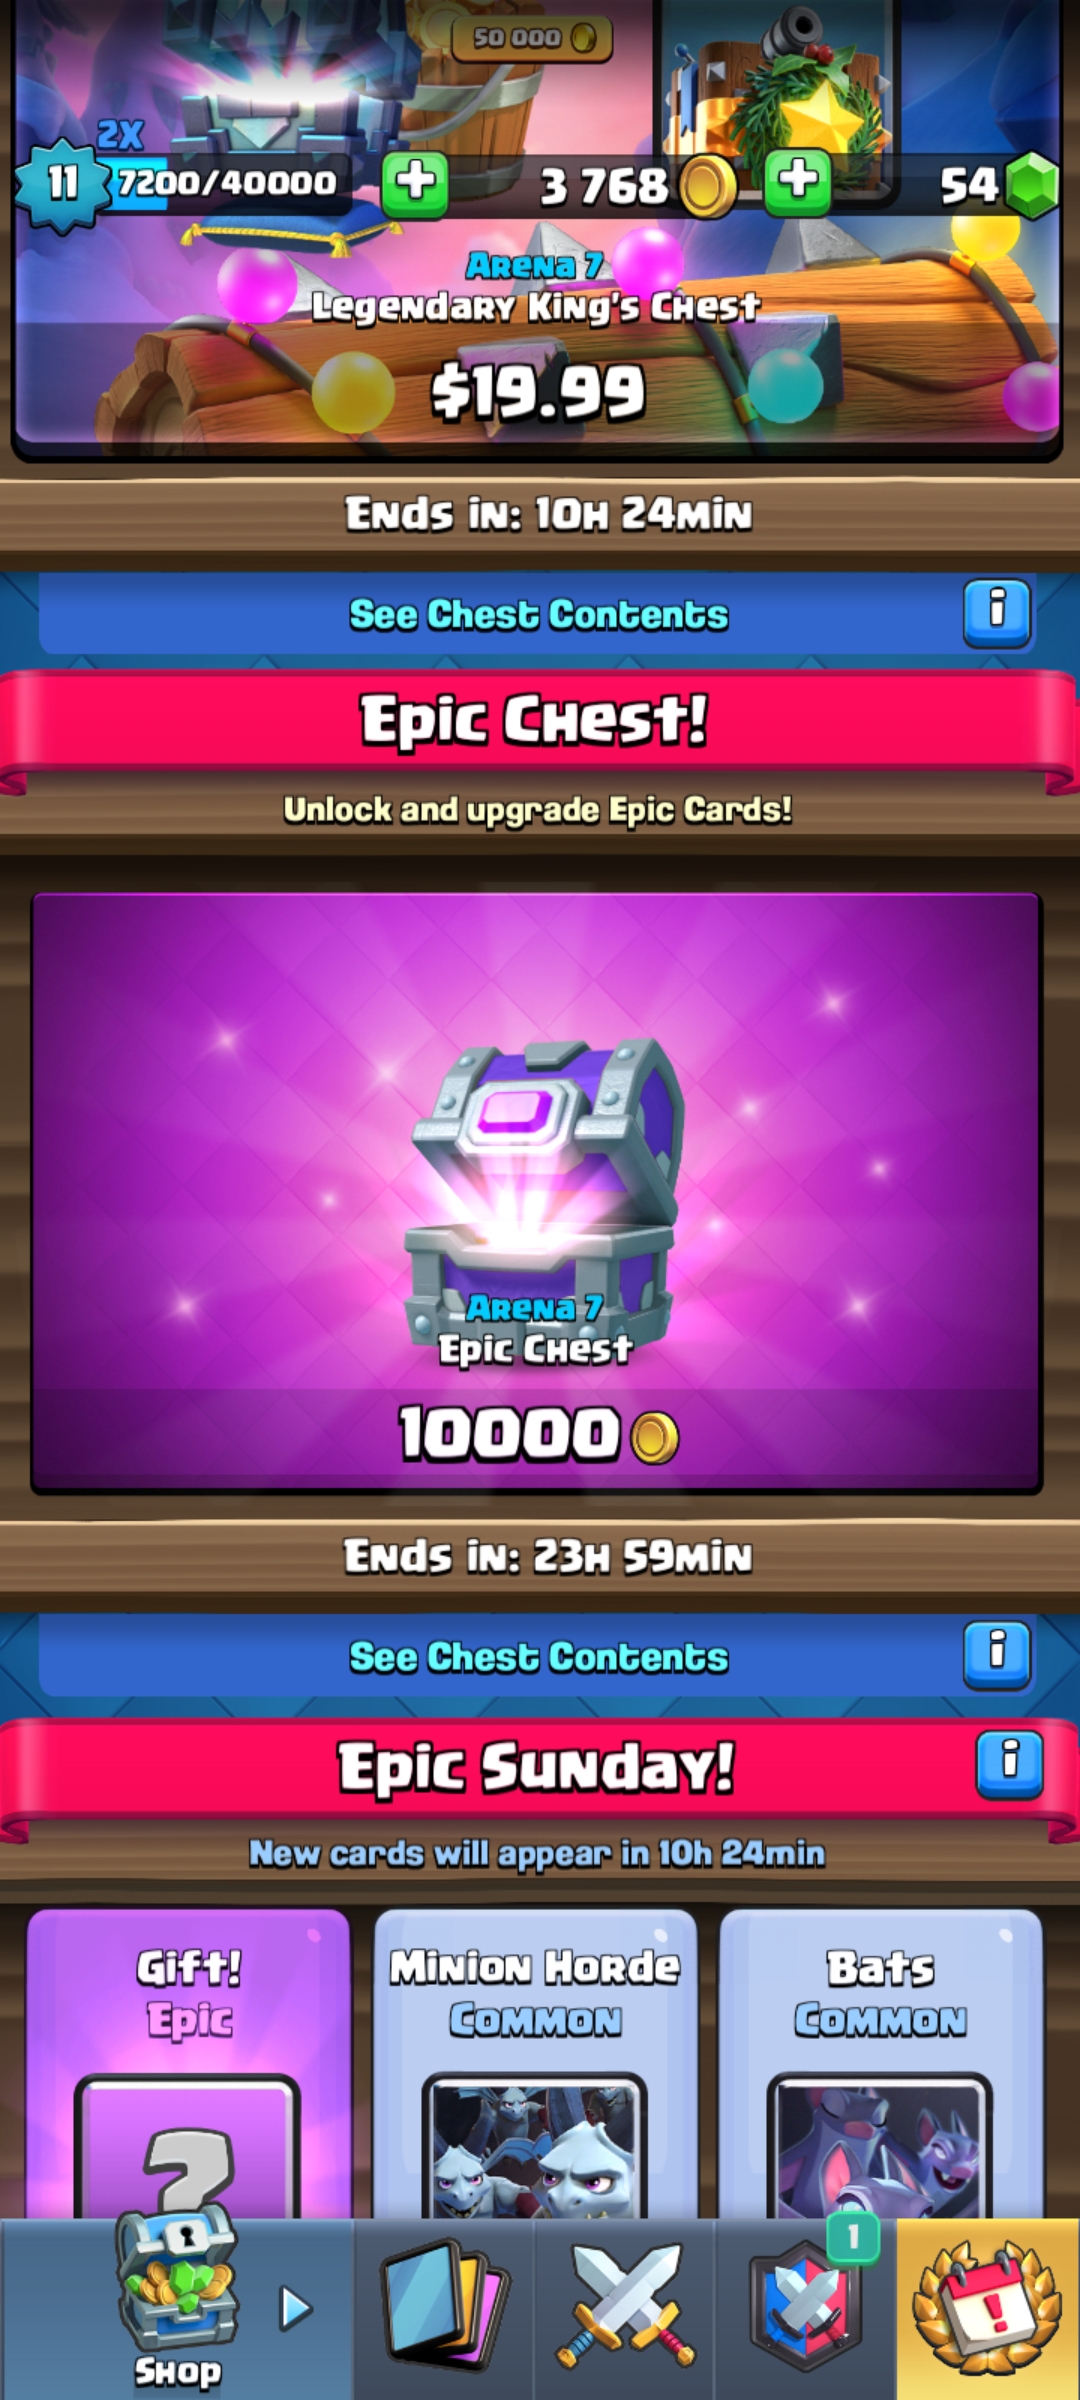 50 000
2X
11
7200/40000
3 768
54
Arena 7
Legendary King's Chest
$19.99
Ends in: 10h 24min
See Chest Contents
i
Epic Chest!
Unlock and upgrade Epic Cards!
Arena 7
Epic Chest
10000
Ends in: 23h 59min
See Chest Contents
i
Epic Sunday!
i
New cards will appear in 10h 24min
Gift!
Epic
?
Minion Horde
Common
Bats
Common
1
Shop
!